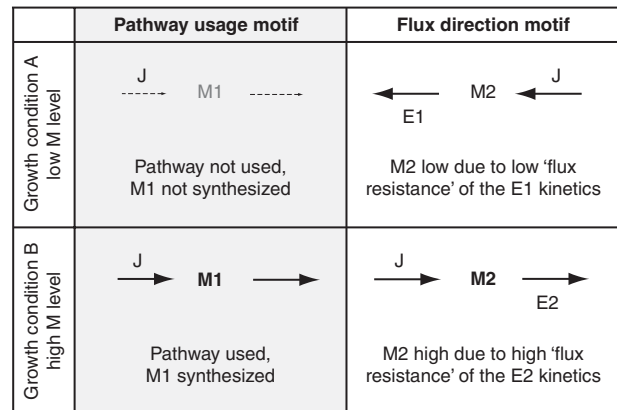 Pathway usage motif
Flux direction motif
Growth condition A
low M level
J
M1
Pathway not used,
M1 not synthesized
M2
J
E1
M2 low due to low ‘flux
resistance’ of the E1 kinetics
Growth condition B
high M level
J
M1
Pathway used,
M1 synthesized
J
M2
E2
M2 high due to high ‘flux
resistance’ of the E2 kinetics